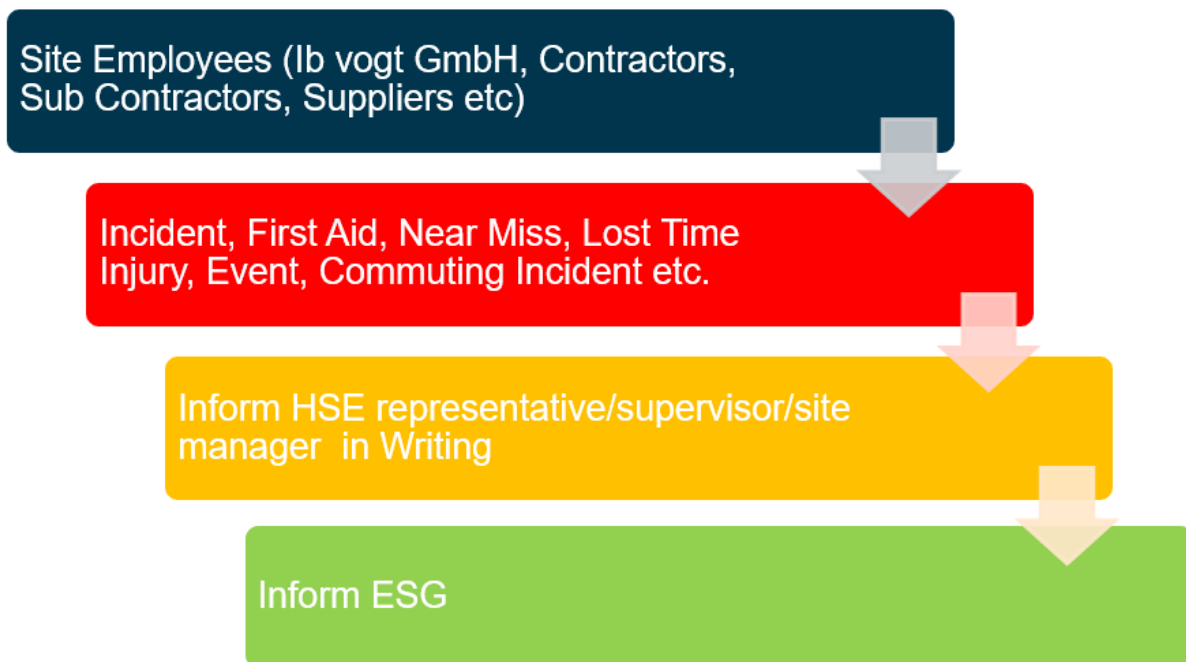 Site Employees (Ib vogt GmbH, Contractors,
Sub Contractors, Suppliers etc)
Incident, First Aid, Near Miss, Lost Time
Injury, Event, Commuting Incident etc.
Inform HSE representative/supervisor/site
manager  in Writing
Inform ESG